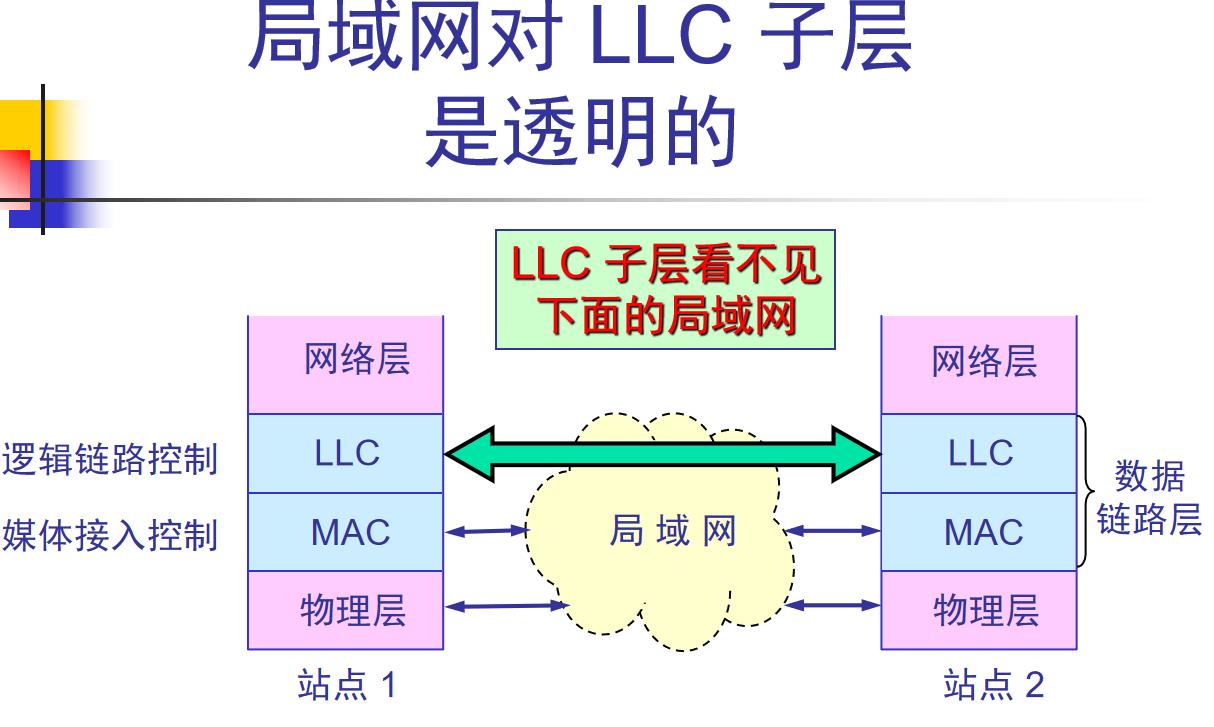 局域网对 LLC 子层
是透明的
LLC 子层看不见
下面的局域网
网络层
网络层
逻辑链路控制
LLC
LLC
数据
链路层
媒体接入控制
MAC
局 域 网
MAC
物理层
物理层
站点 1
站点 2